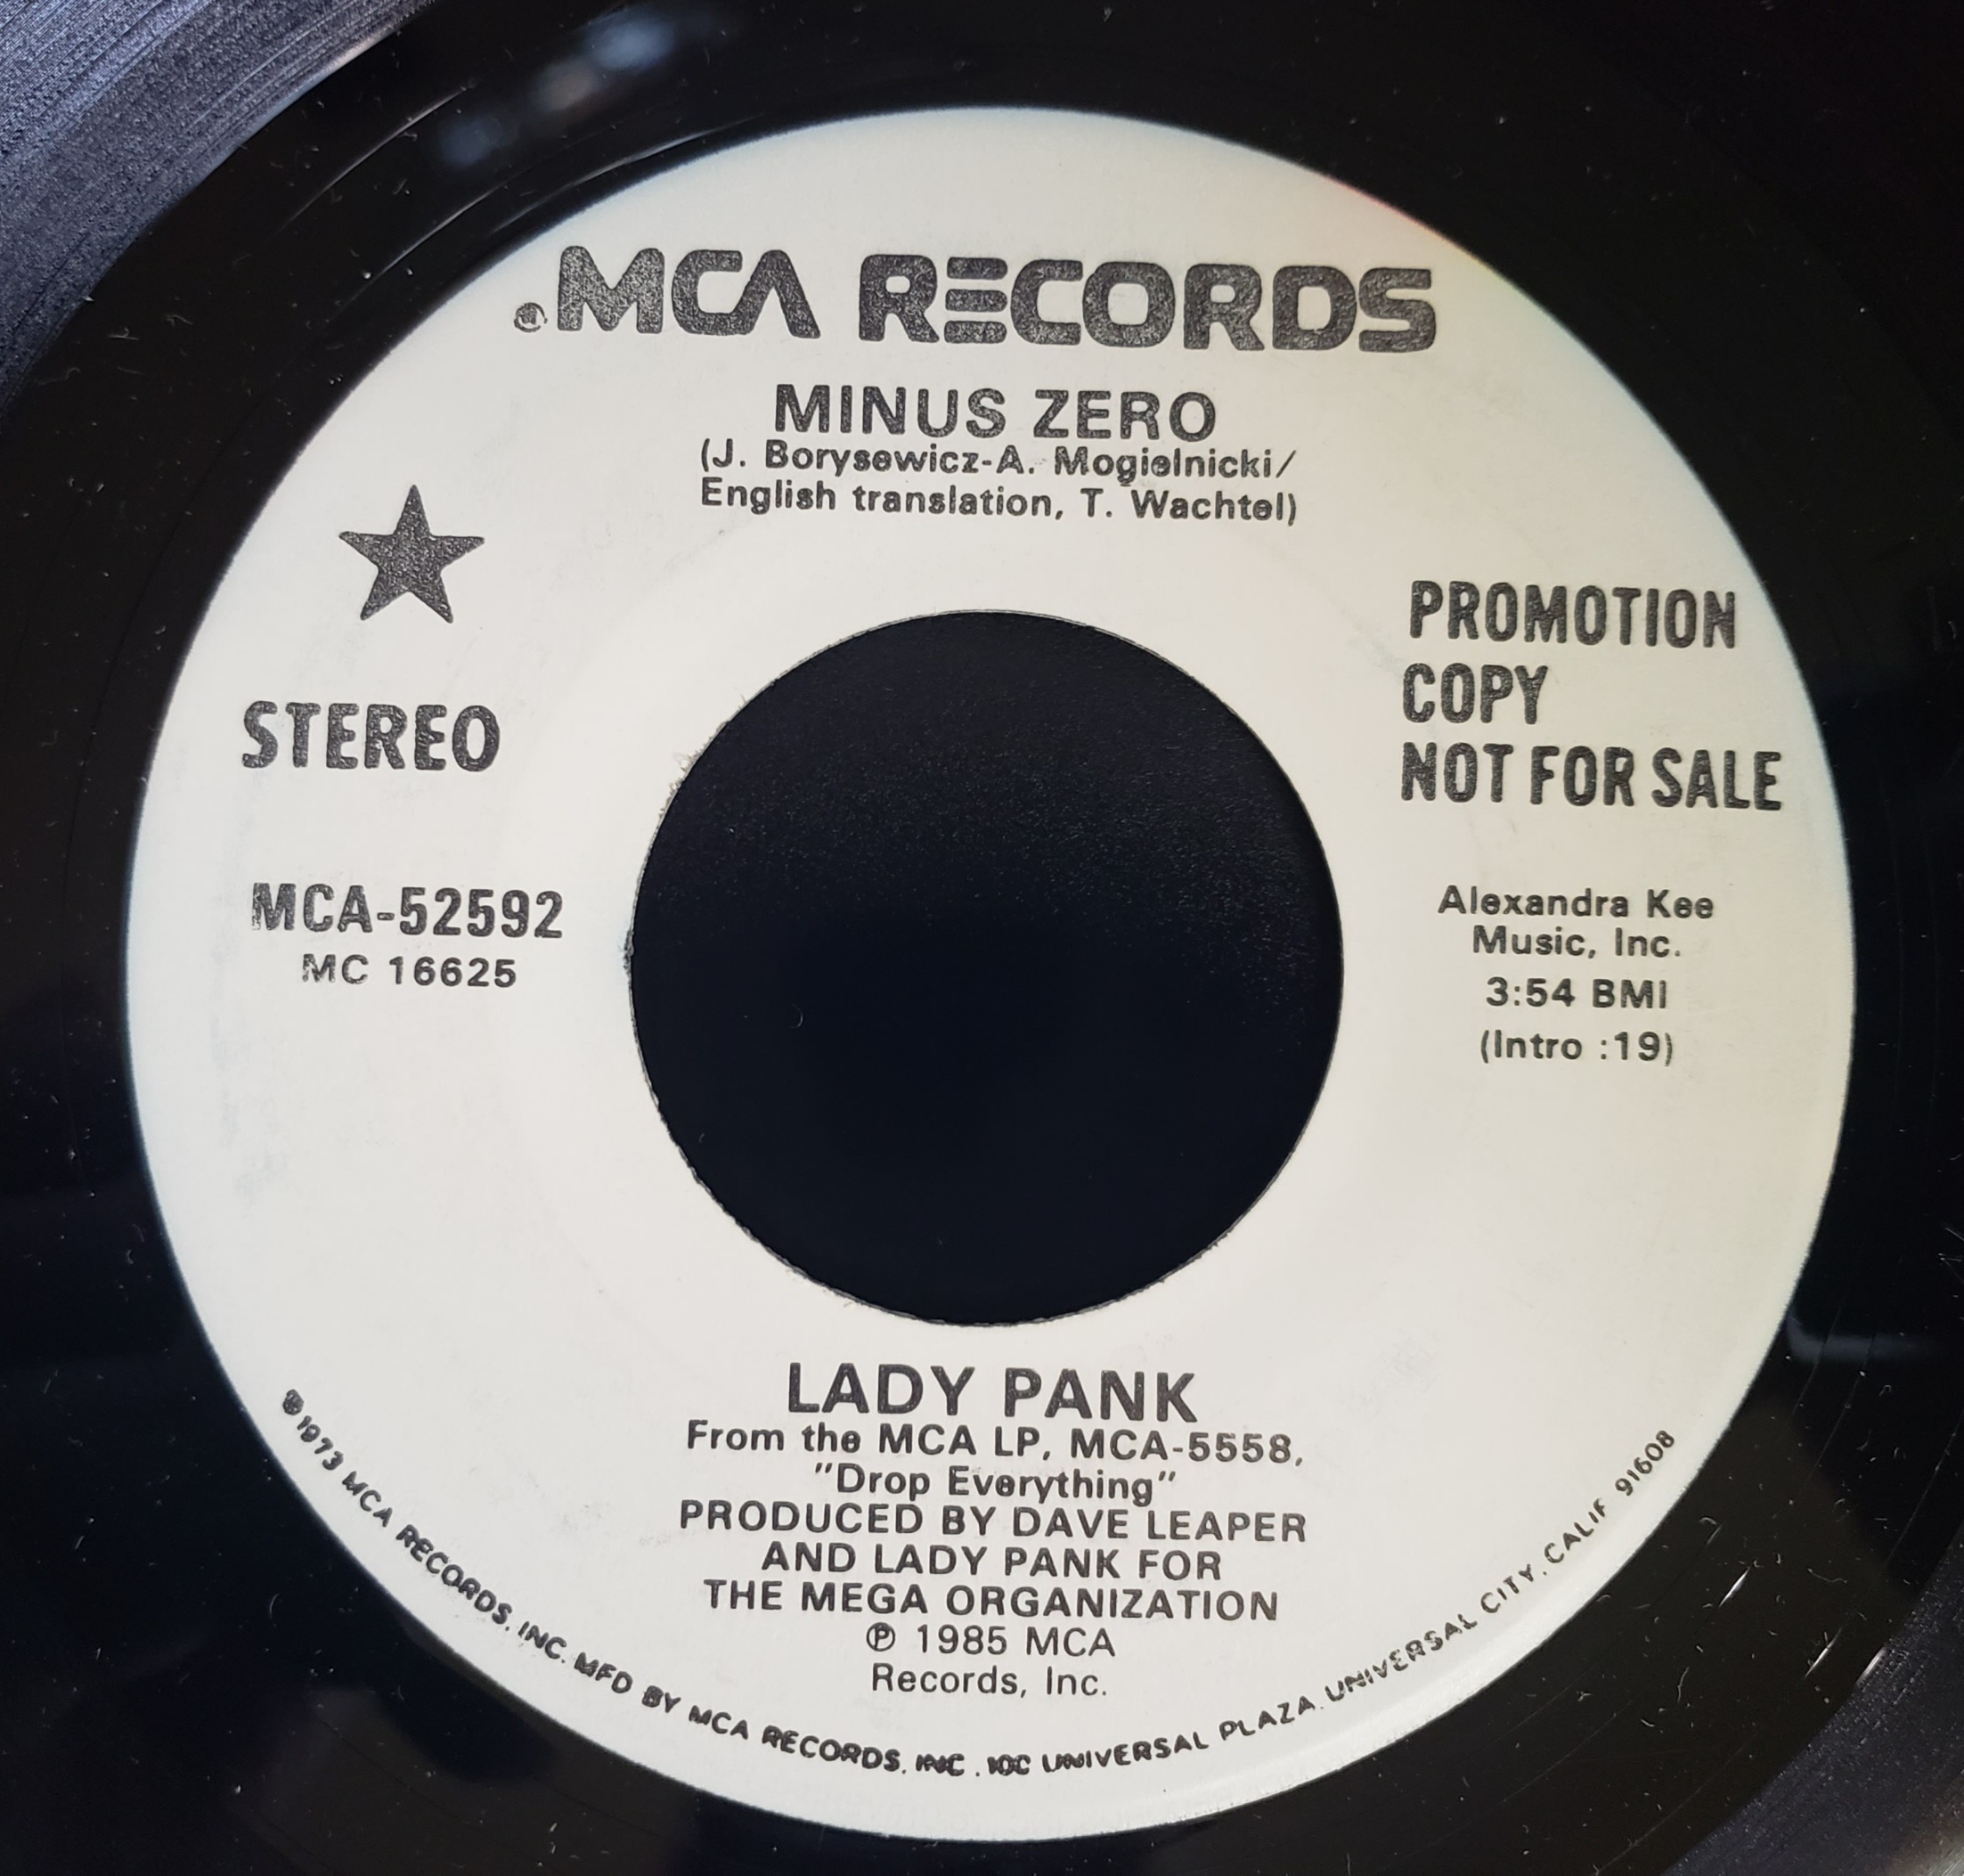 MCA RECORDS
MINUS ZERO
(J. Borysewicz-A. Mogielnicki/
English translation, T. Wachtel)
STEREO
MCA-52592
MC 16625
PROMOTION
COPY
NOT FOR SALE
Alexandra Kee
Music, Inc.
3:54 BMI
(Intro :19)
LADY PANK
From the MCA LP, MCA-5558,
"Drop Everything"
PRODUCED BY DAVE LEAPER
AND LADY PANK FOR
THE MEGA ORGANIZATION
℗ 1985 MCA
Records, Inc.
℗1973 MCA RECORDS, INC. MFD BY MCA RECORDS, INC. 100 UNIVERSAL PLAZA, UNIVERSAL CITY, CALIF 91608